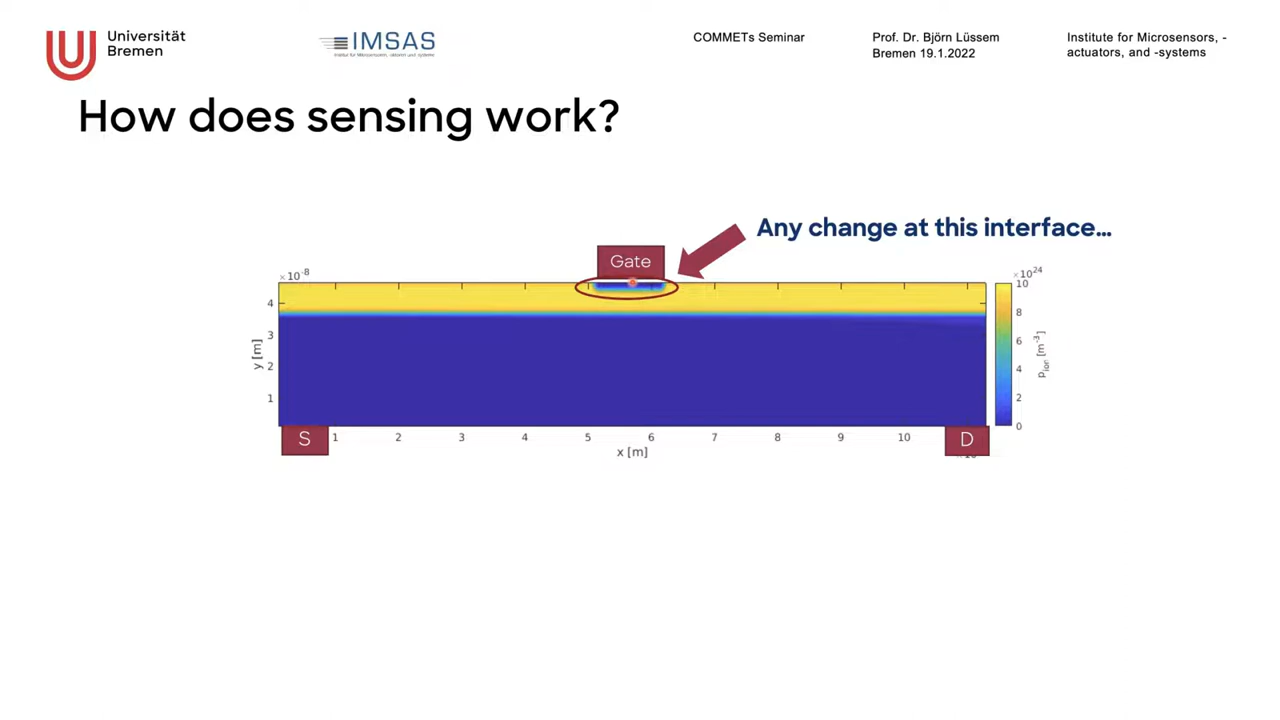 Universität
Bremen
IMSAS
COMMETs Seminar
Prof. Dr. Björn Lüssem
Bremen 19.1.2022
Institute for Microsensors, -
actuators, and -systems
How does sensing work?
Any change at this interface...
Gate
×10-8
×1024
4
3
2
1
y [m]
10
8
6
4
2
0
pion [m-3]
S
1
2
3
4
5
6
7
8
9
10
D
x [m]